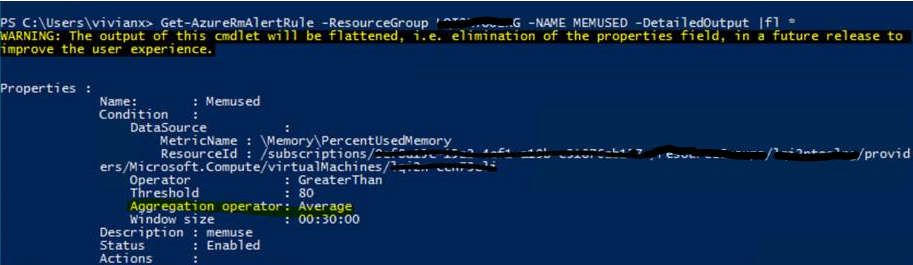 PS C:\Users\vivianx> Get-AzureRmAlertRule -ResourceGroup -NAME MEMUSED -DetailedOutput |fl *
WARNING: The output of this cmdlet will be flattened, i.e. elimination of the properties field, in a future release to
improve the user experience.
Properties :
Name: : Memused
Condition :
DataSource :
MetricName : \Memory\PercentUsedMemory
ResourceId : /subscriptions/ /provid
ers/Microsoft.Compute/virtualMachines/
Operator : GreaterThan
Threshold : 80
Aggregation operator: Average
Window size : 00:30:00
Description : memuse
Status : Enabled
Actions :